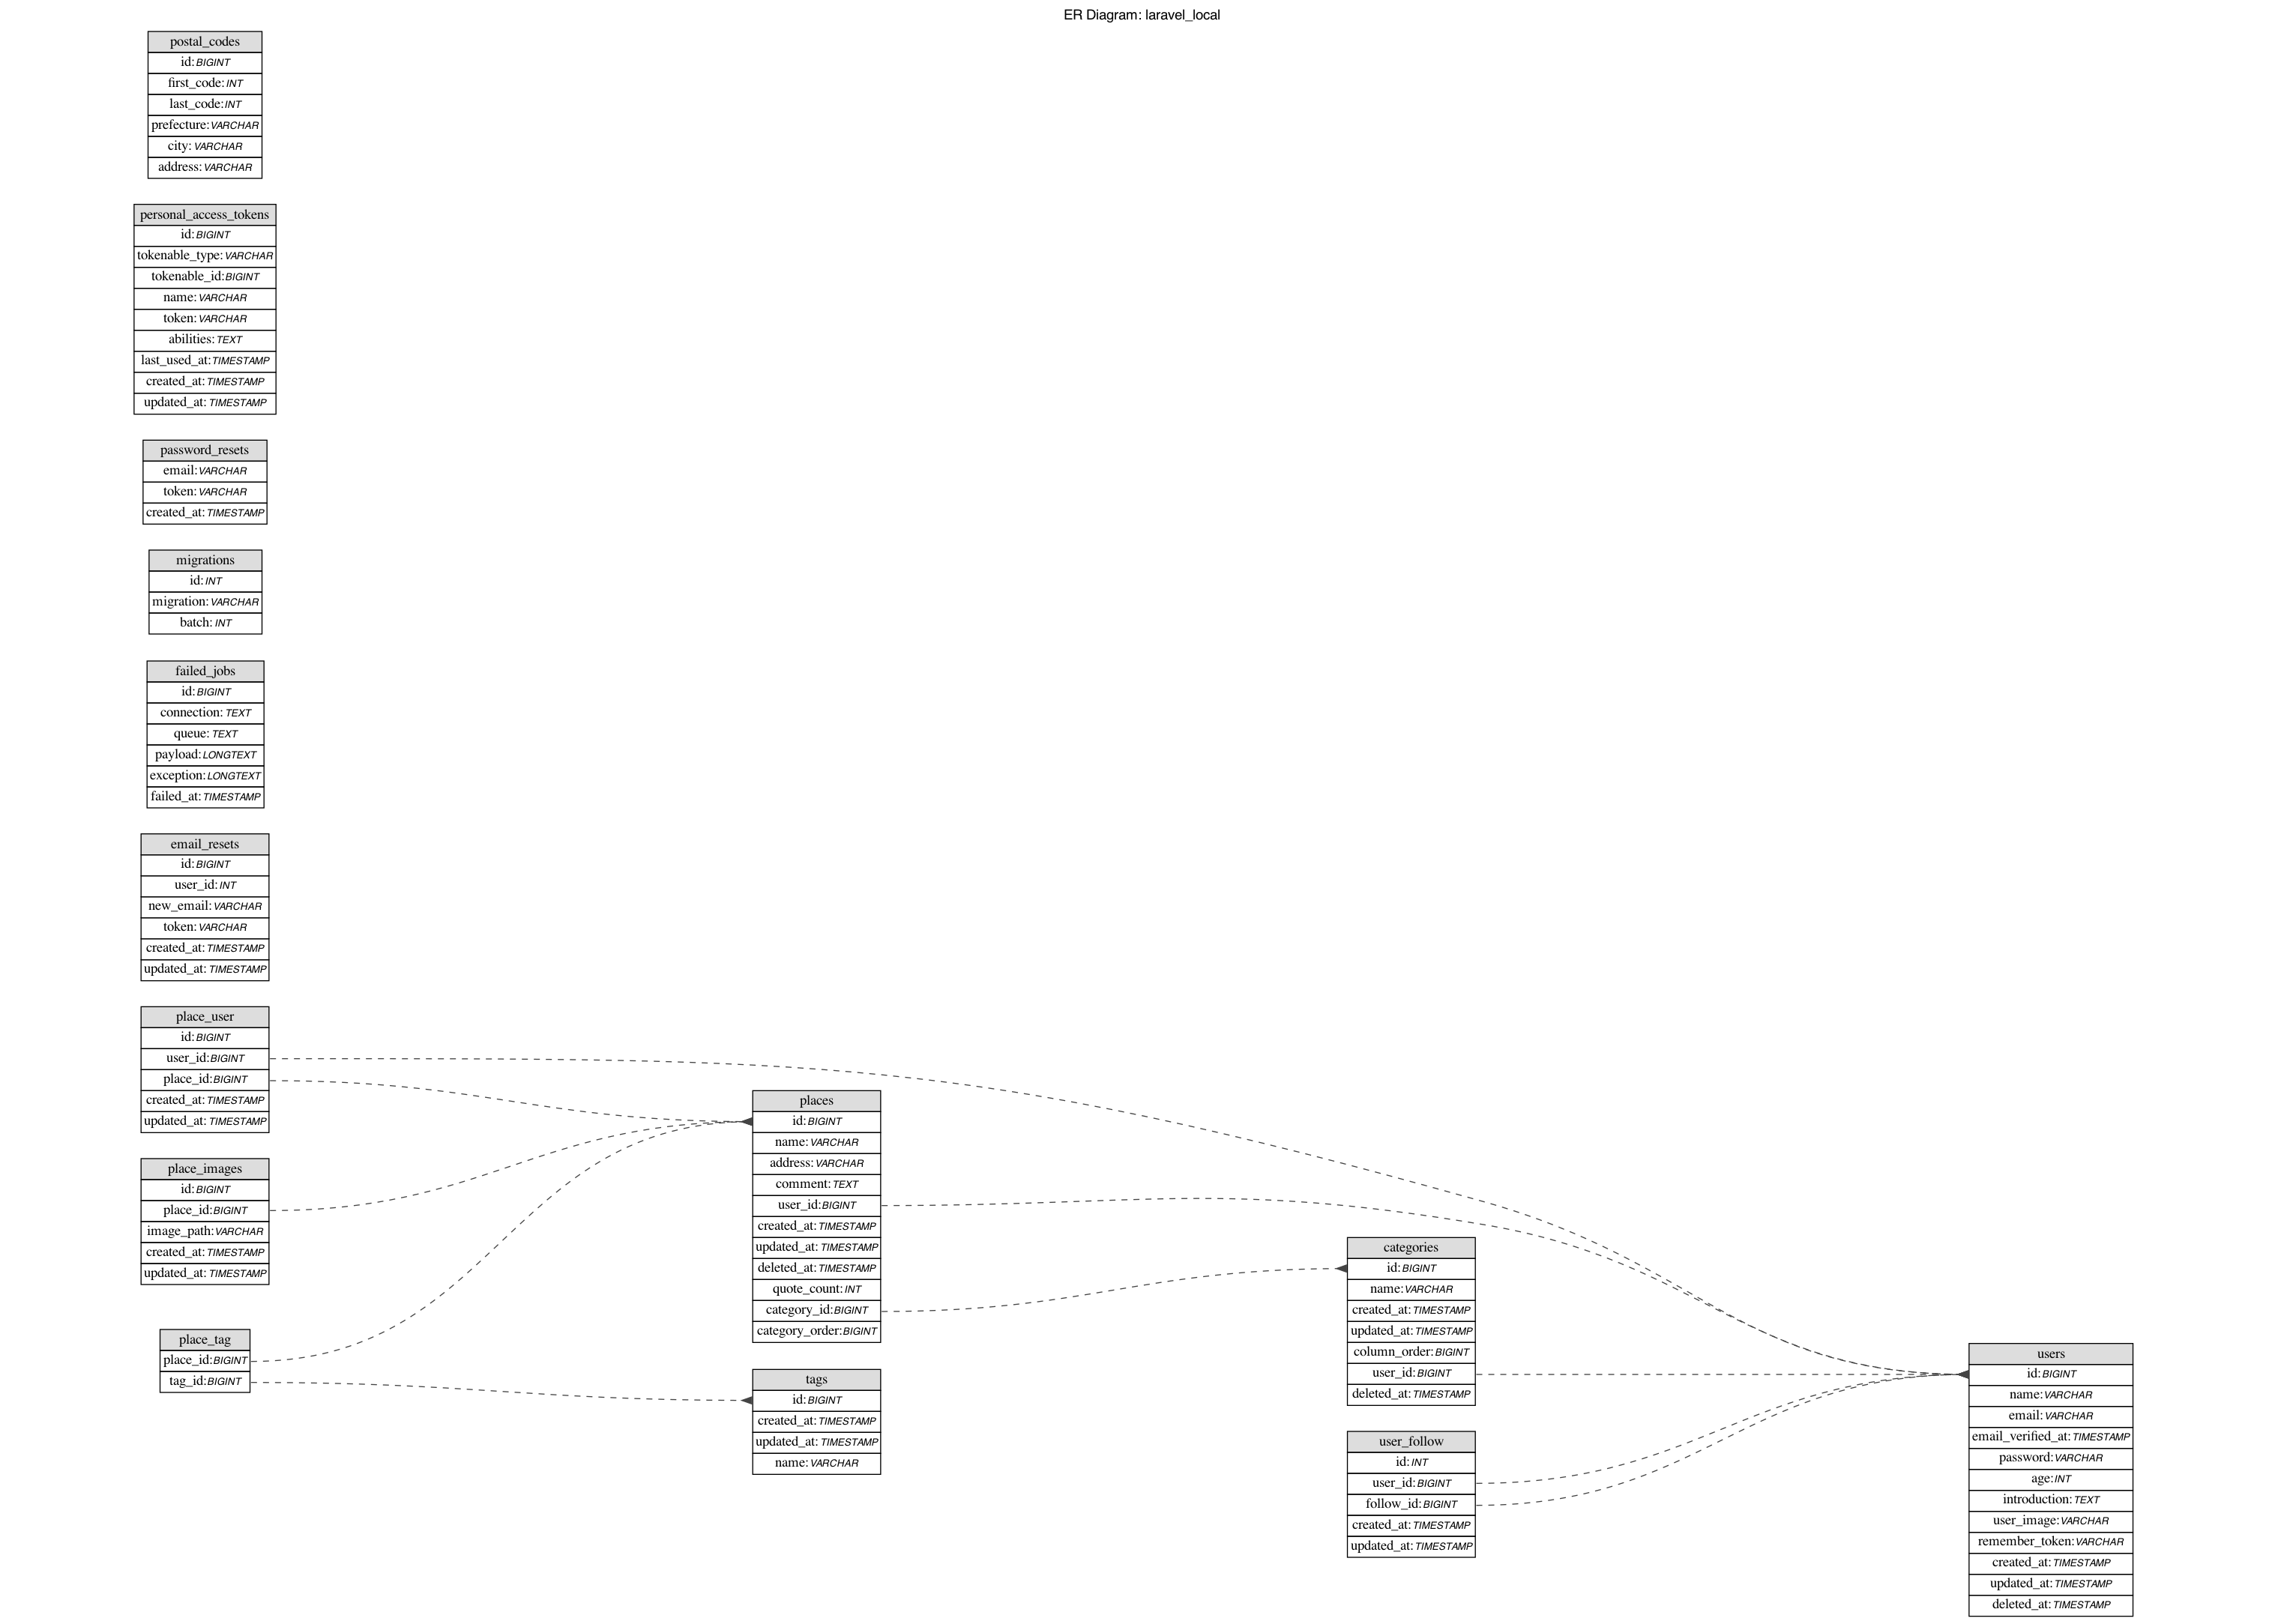 ER Diagram: laravel_local
postal_codes
id: BIGINT
first_code: INT
last_code: INT
prefecture: VARCHAR
city: VARCHAR
address: VARCHAR
personal_access_tokens
id: BIGINT
tokenable_type: VARCHAR
tokenable_id: BIGINT
name: VARCHAR
token: VARCHAR
abilities: TEXT
last_used_at: TIMESTAMP
created_at: TIMESTAMP
updated_at: TIMESTAMP
password_resets
email: VARCHAR
token: VARCHAR
created_at: TIMESTAMP
migrations
id: INT
migration: VARCHAR
batch: INT
failed_jobs
id: BIGINT
connection: TEXT
queue: TEXT
payload: LONGTEXT
exception: LONGTEXT
failed_at: TIMESTAMP
email_resets
id: BIGINT
user_id: INT
new_email: VARCHAR
token: VARCHAR
created_at: TIMESTAMP
updated_at: TIMESTAMP
place_user
id: BIGINT
user_id: BIGINT
place_id: BIGINT
created_at: TIMESTAMP
updated_at: TIMESTAMP
place_images
id: BIGINT
place_id: BIGINT
image_path: VARCHAR
created_at: TIMESTAMP
updated_at: TIMESTAMP
place_tag
place_id: BIGINT
tag_id: BIGINT
places
id: BIGINT
name: VARCHAR
address: VARCHAR
comment: TEXT
user_id: BIGINT
created_at: TIMESTAMP
updated_at: TIMESTAMP
deleted_at: TIMESTAMP
quote_count: INT
category_id: BIGINT
category_order: BIGINT
tags
id: BIGINT
created_at: TIMESTAMP
updated_at: TIMESTAMP
name: VARCHAR
categories
id: BIGINT
name: VARCHAR
created_at: TIMESTAMP
updated_at: TIMESTAMP
column_order: BIGINT
user_id: BIGINT
deleted_at: TIMESTAMP
user_follow
id: INT
user_id: BIGINT
follow_id: BIGINT
created_at: TIMESTAMP
updated_at: TIMESTAMP
users
id: BIGINT
name: VARCHAR
email: VARCHAR
email_verified_at: TIMESTAMP
password: VARCHAR
age: INT
introduction: TEXT
user_image: VARCHAR
remember_token: VARCHAR
created_at: TIMESTAMP
updated_at: TIMESTAMP
deleted_at: TIMESTAMP